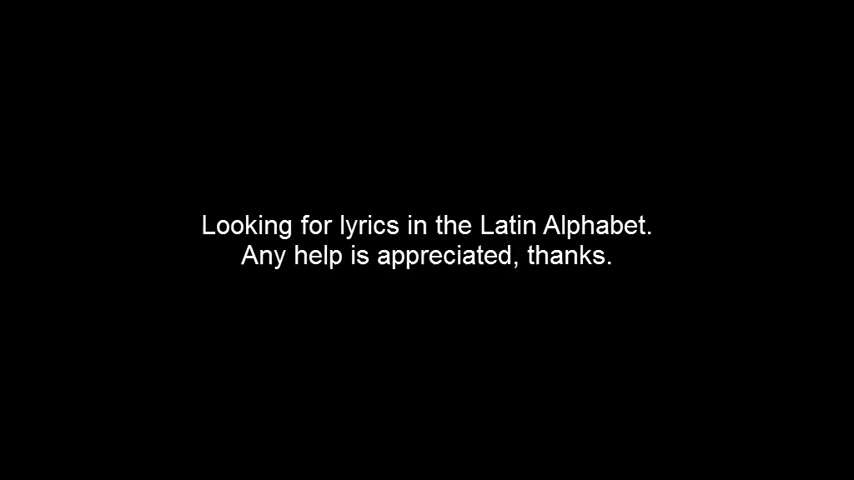 Looking for lyrics in the Latin Alphabet.
Any help is appreciated, thanks.